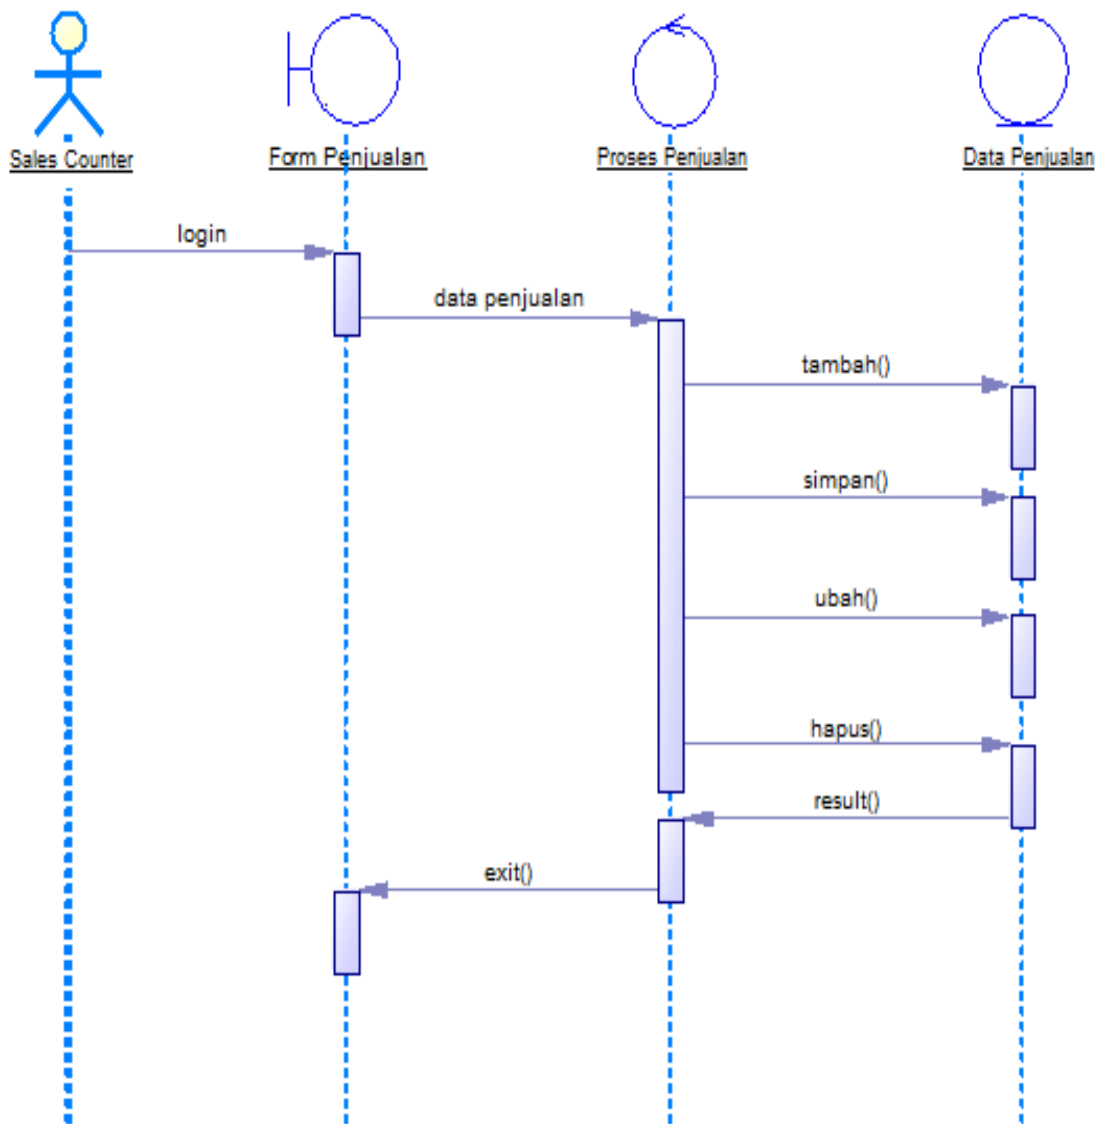 Sales Counter
Form Penjualan
Proses Penjualan
Data Penjualan
login
data penjualan
tambah()
simpan()
ubah()
hapus()
result()
exit()